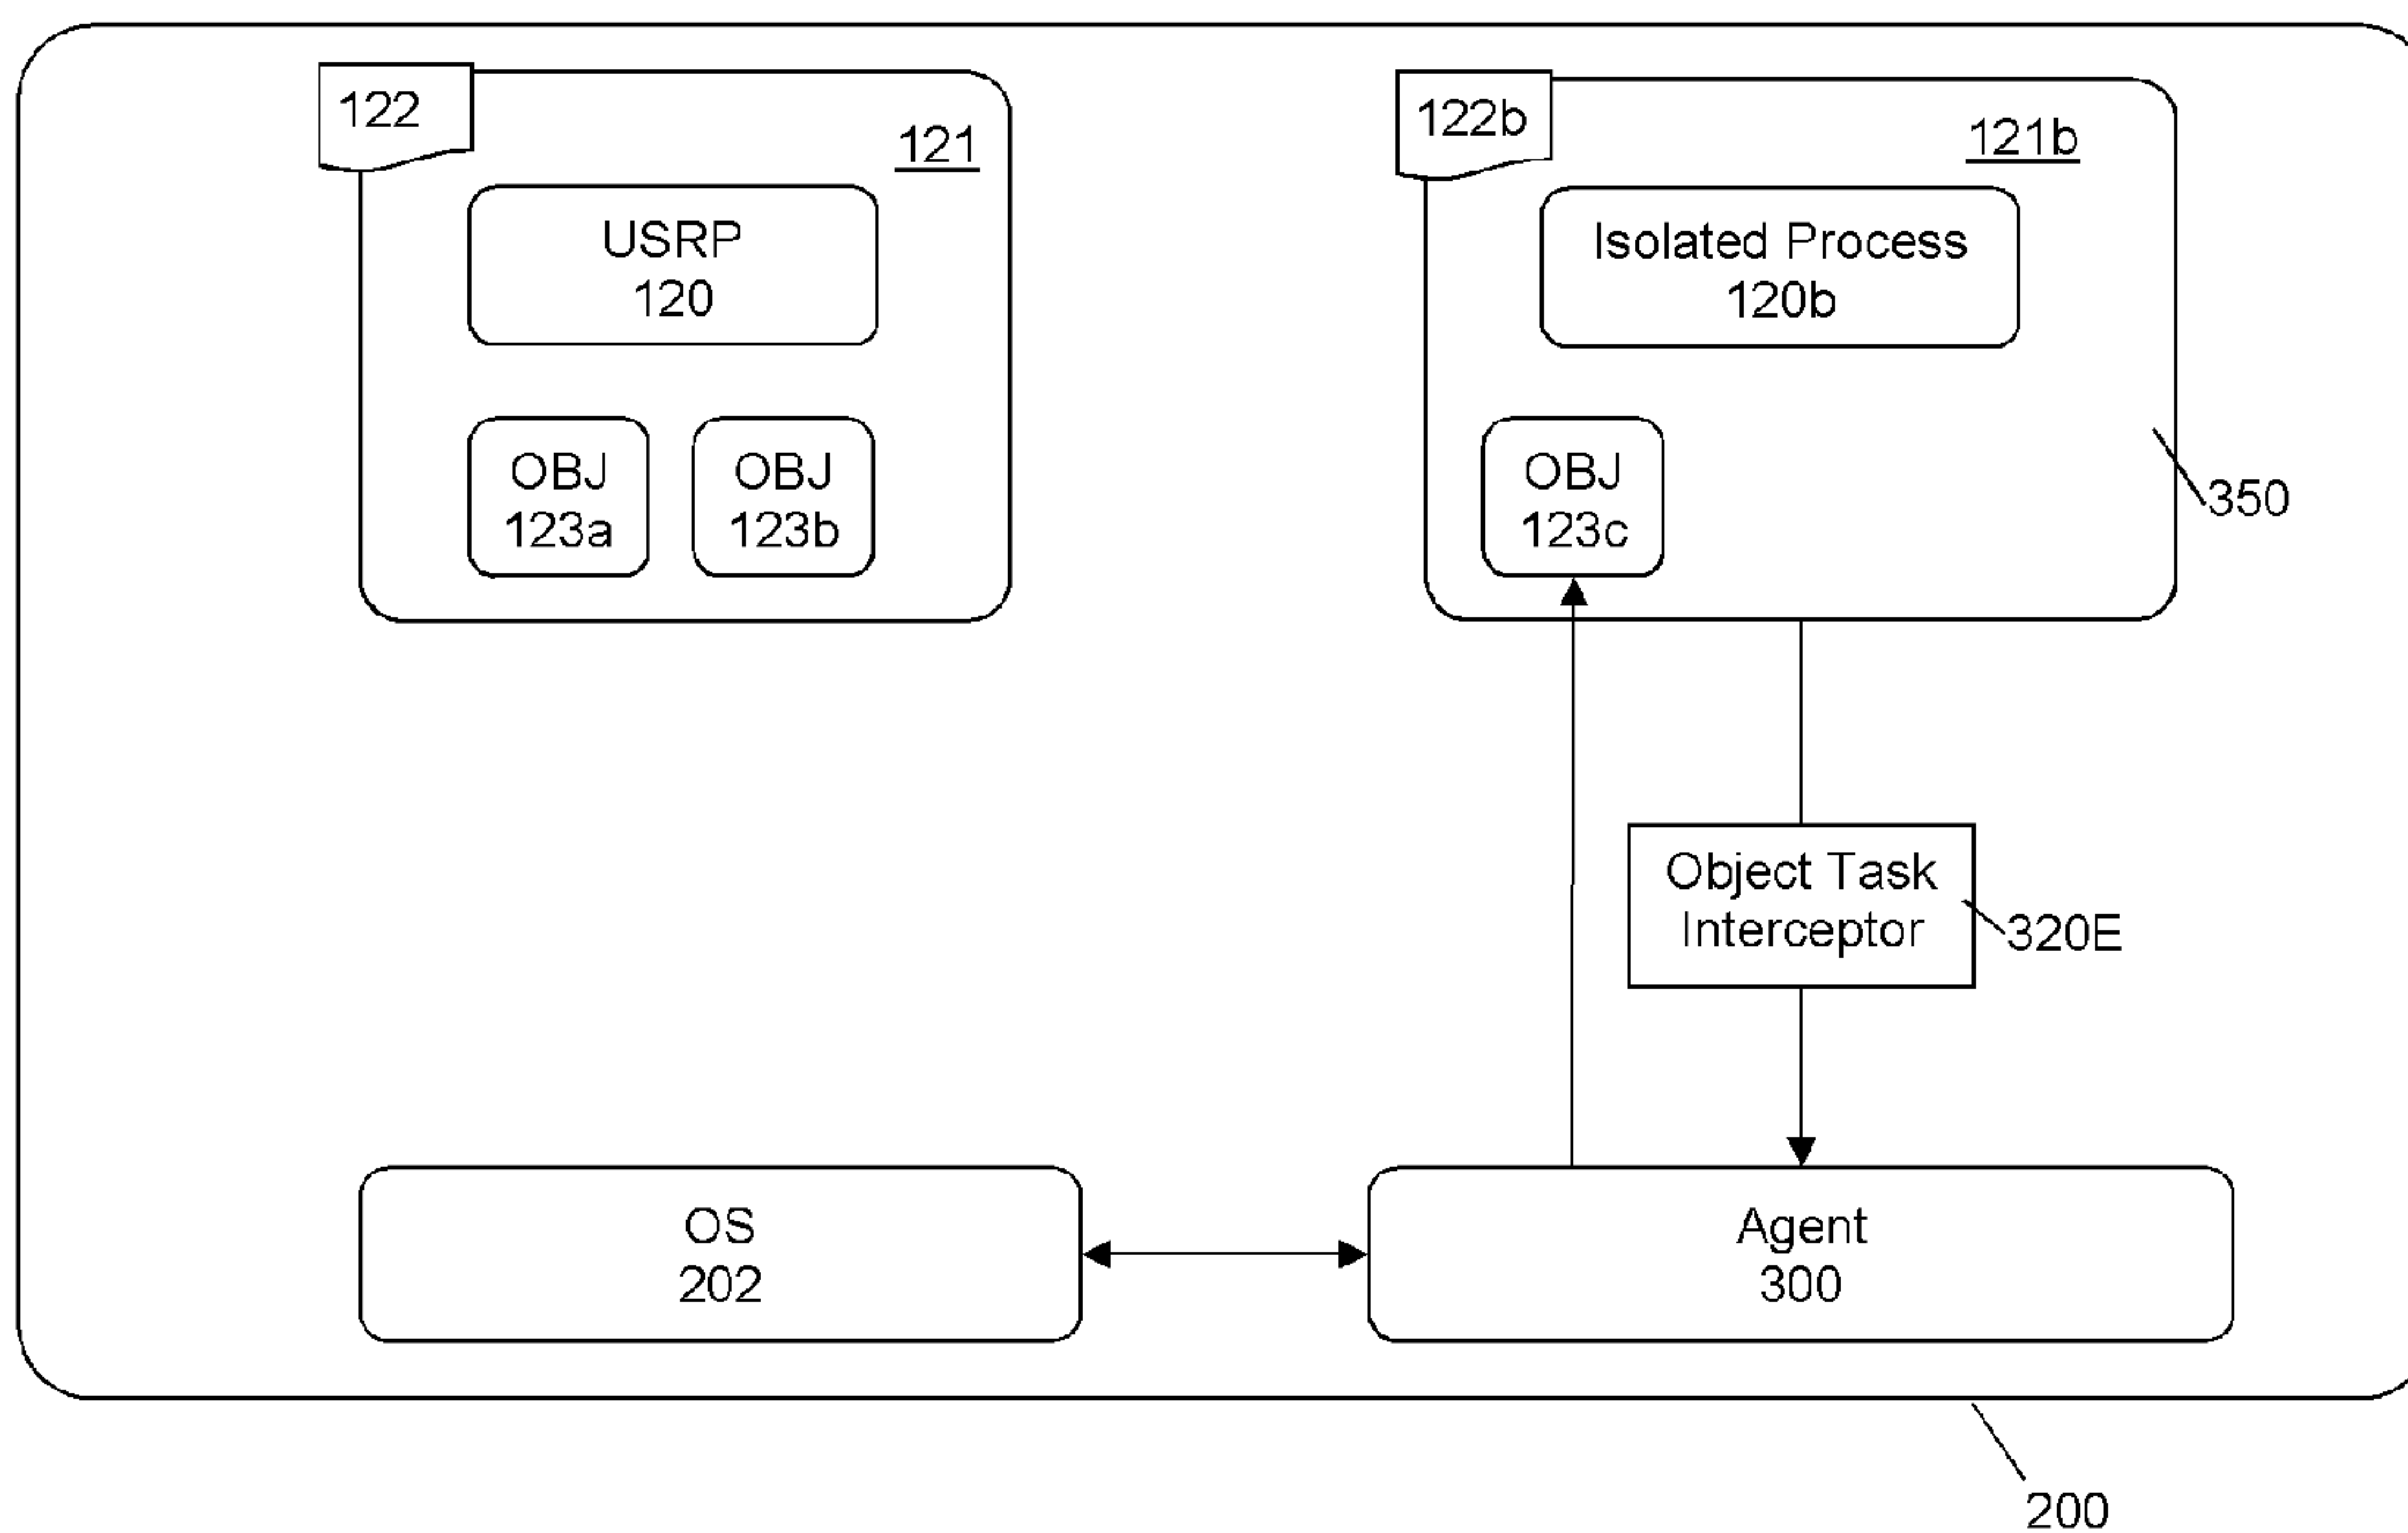 122
121
USRP
120
OBJ
123a
OBJ
123b
122b
121b
Isolated Process
120b
OBJ
123c
350
Object Task
Interceptor
320E
OS
202
Agent
300
200